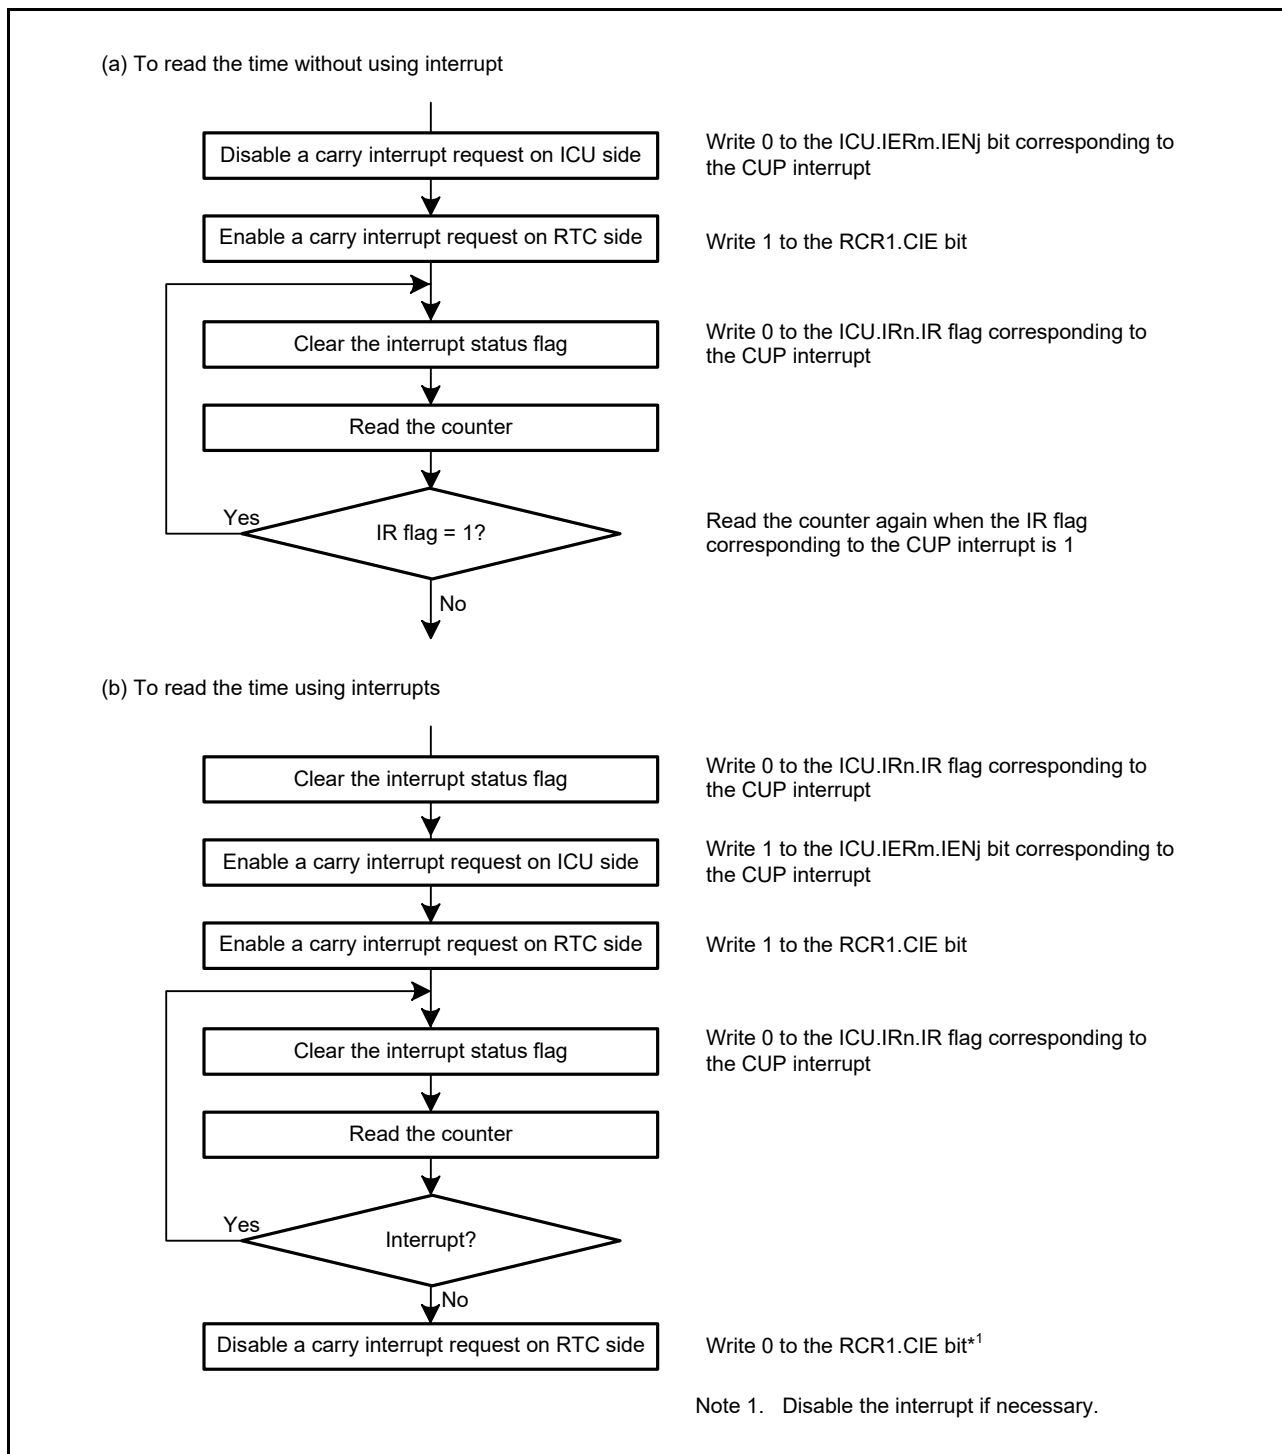 (a) To read the time without using interrupt
Disable a carry interrupt request on ICU side
Write 0 to the ICU.IERm.IENj bit corresponding to
the CUP interrupt
Enable a carry interrupt request on RTC side
Write 1 to the RCR1.CIE bit
Clear the interrupt status flag
Write 0 to the ICU.IRn.IR flag corresponding to
the CUP interrupt
Read the counter
Yes
IR flag = 1?
Read the counter again when the IR flag
corresponding to the CUP interrupt is 1
No
(b) To read the time using interrupts
Clear the interrupt status flag
Write 0 to the ICU.IRn.IR flag corresponding to
the CUP interrupt
Enable a carry interrupt request on ICU side
Write 1 to the ICU.IERm.IENj bit corresponding to
the CUP interrupt
Enable a carry interrupt request on RTC side
Write 1 to the RCR1.CIE bit
Clear the interrupt status flag
Write 0 to the ICU.IRn.IR flag corresponding to
the CUP interrupt
Read the counter
Yes
Interrupt?
No
Disable a carry interrupt request on RTC side
Write 0 to the RCR1.CIE bit*1
Note 1. Disable the interrupt if necessary.